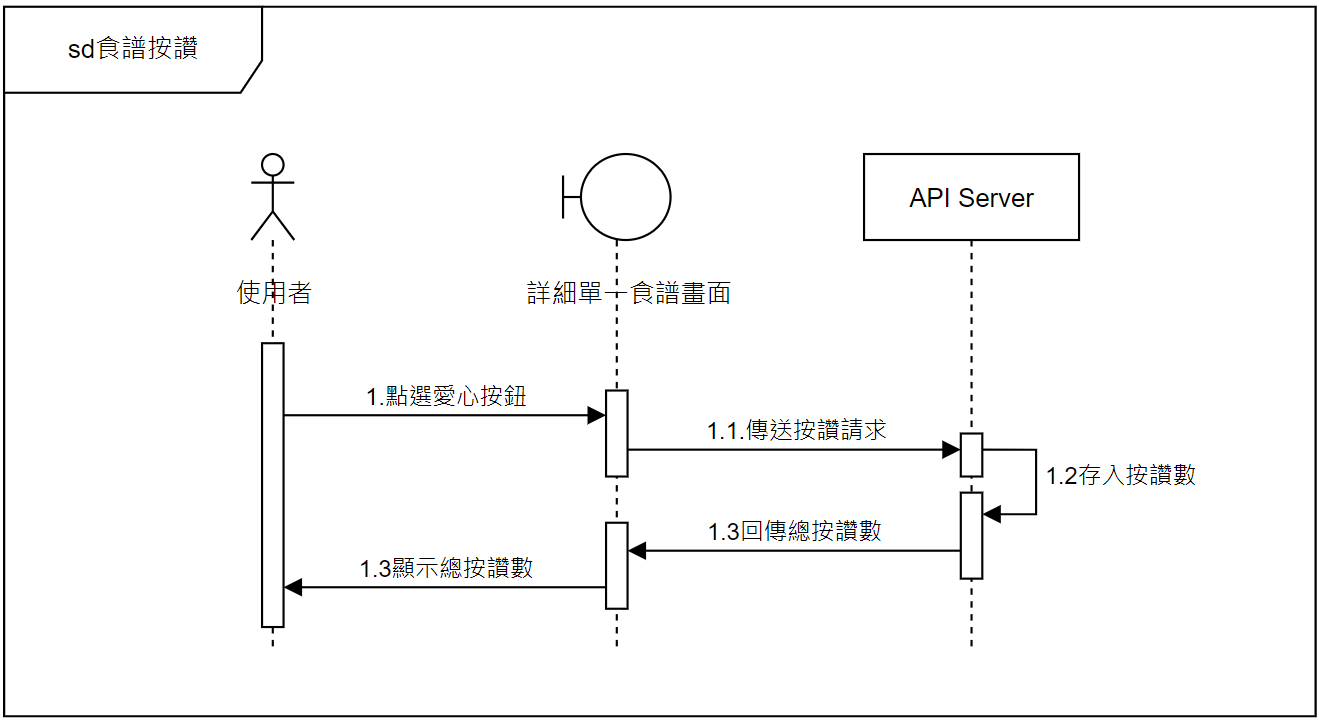 sd食譜按讚
API Server
使用者
詳細單一食譜畫面
1.點選愛心按鈕
1.1.傳送按讚請求
1.2存入按讚數
1.3回傳總按讚數
1.3顯示總按讚數